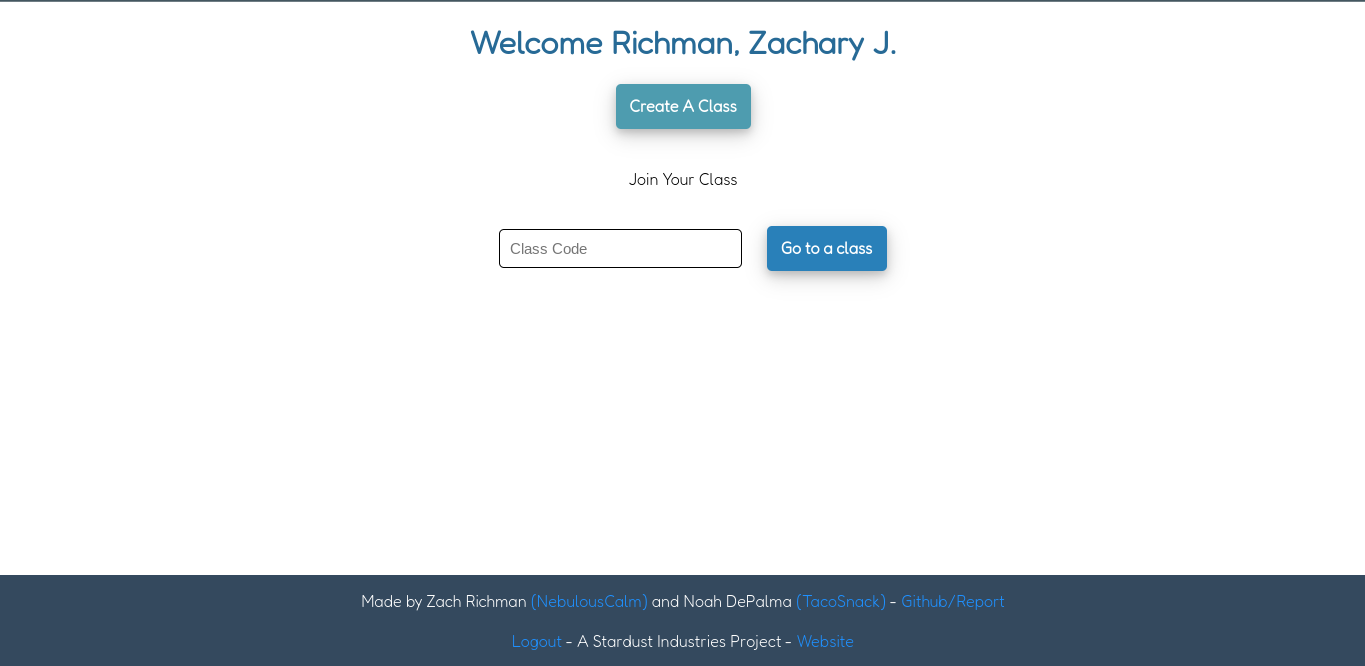 Welcome Richman, Zachary J.
Create A Class
Join Your Class
Class Code
Go to a class
Made by Zach Richman (NebulousCalm) and Noah DePalma (TacoSnack) - Github/Report
Logout - A Stardust Industries Project - Website